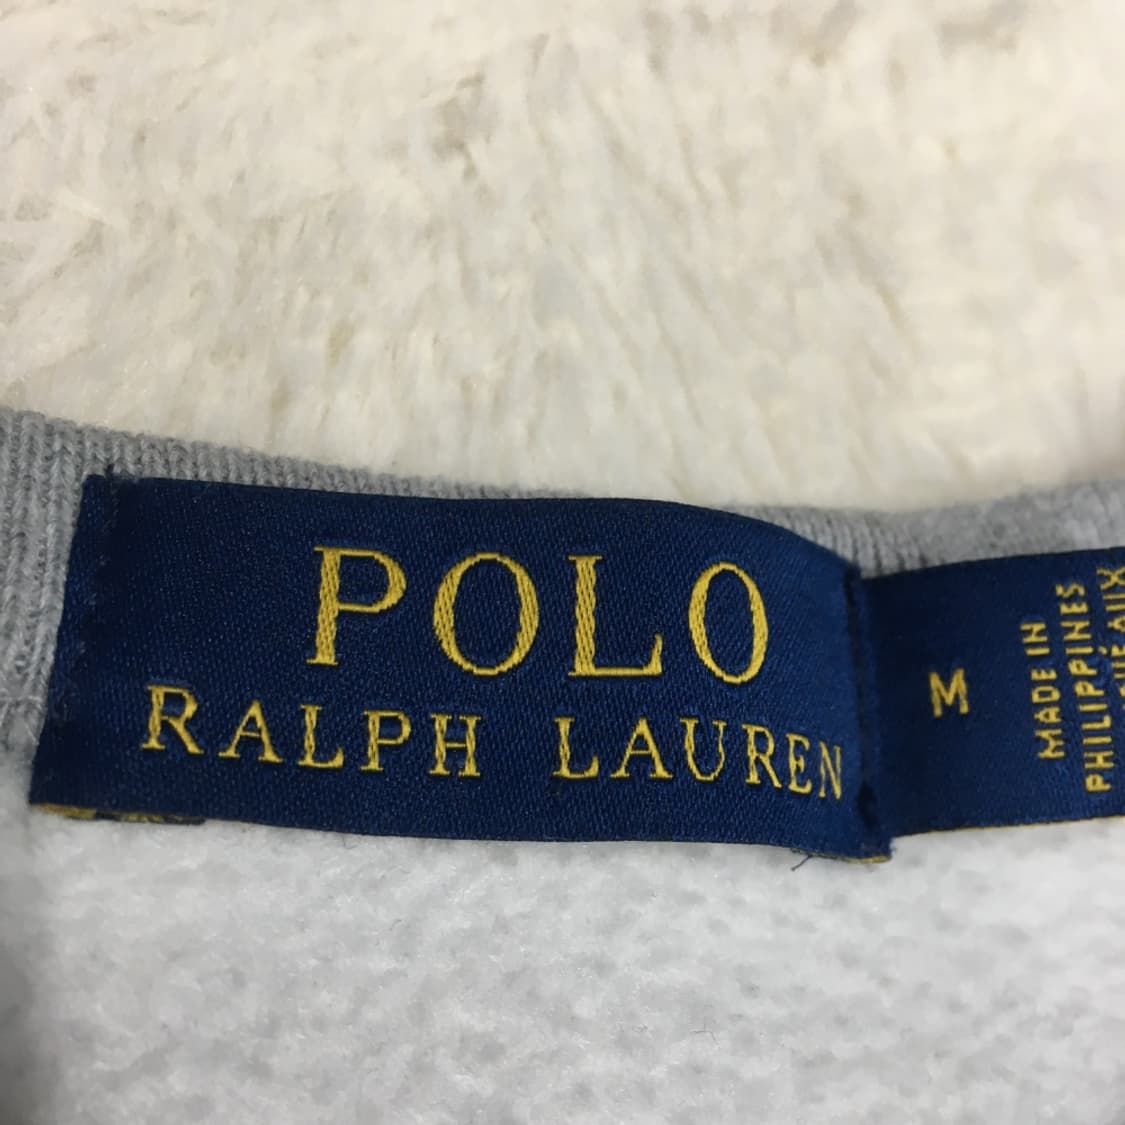 POLO
RALPH LAUREN
M
MADE IN
PHILIPPINES